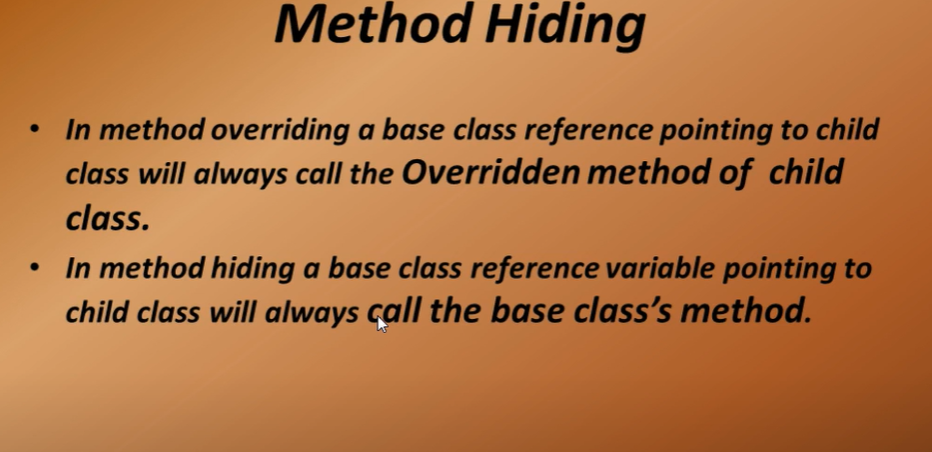 Method Hiding
• In method overriding a base class reference pointing to child
class will always call the Overridden method of child
class.
• In method hiding a base class reference variable pointing to
child class will always call the base class's method.